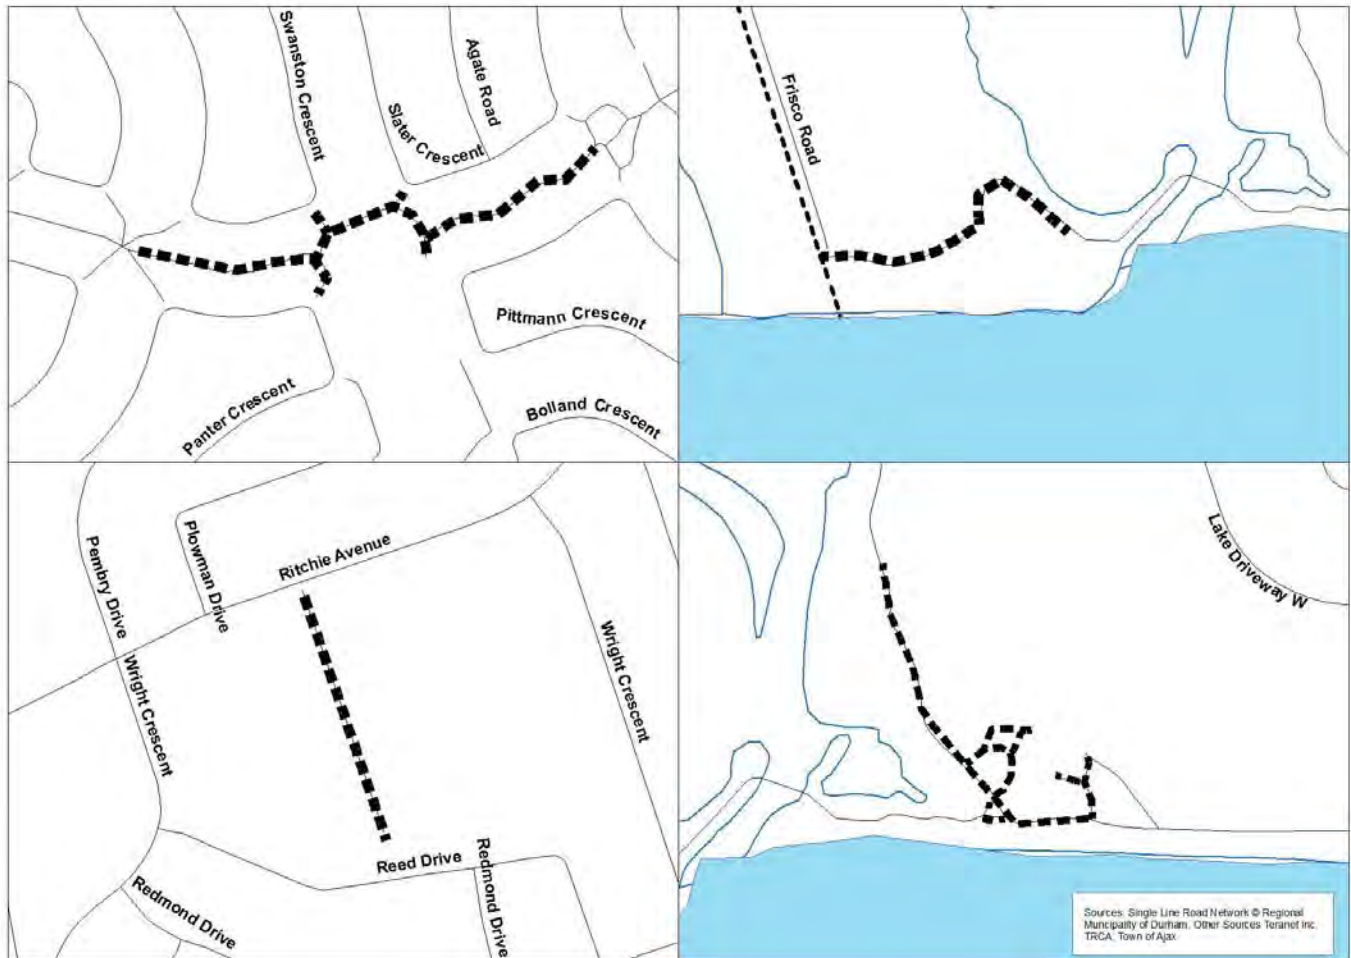 Swanston Crescent
Slater Crescent
Agate Road
Pittmann Crescent
Bolland Crescent
Panter Crescent
Frisco Road
Pembry Drive
Plowman Drive
Ritchie Avenue
Wright Crescent
Wright Crescent
Reed Drive
Redmond Drive
Redmond Drive
Lake Driveway W
Sources: Single Line Road Network © Regional
Muncipality of Durham, Other Sources Teranet Inc.
TRCA, Town of Ajax